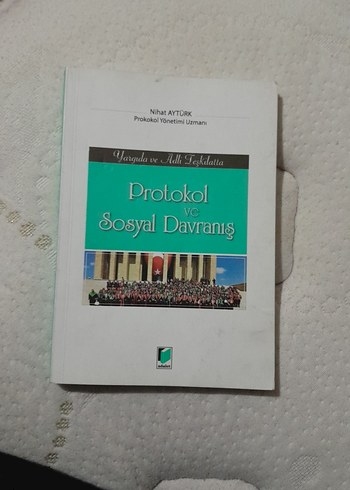 Nihat AYTÜRK
Prokokol Yönetimi Uzmanı
Yargıda ve Adli Teşkilatta
Protokol
ve
Sosyal Davranış